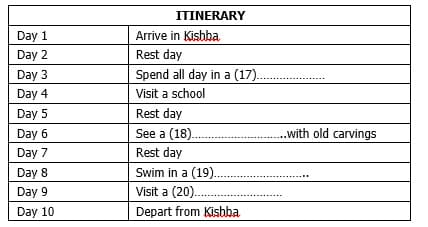 ITINERARY
Day 1 Arrive in Kishba
Day 2 Rest day
Day 3 Spend all day in a (17).....................
Day 4 Visit a school
Day 5 Rest day
Day 6 See a (18)..............................with old carvings
Day 7 Rest day
Day 8 Swim in a (19)..............................
Day 9 Visit a (20)...........................
Day 10 Depart from Kishba